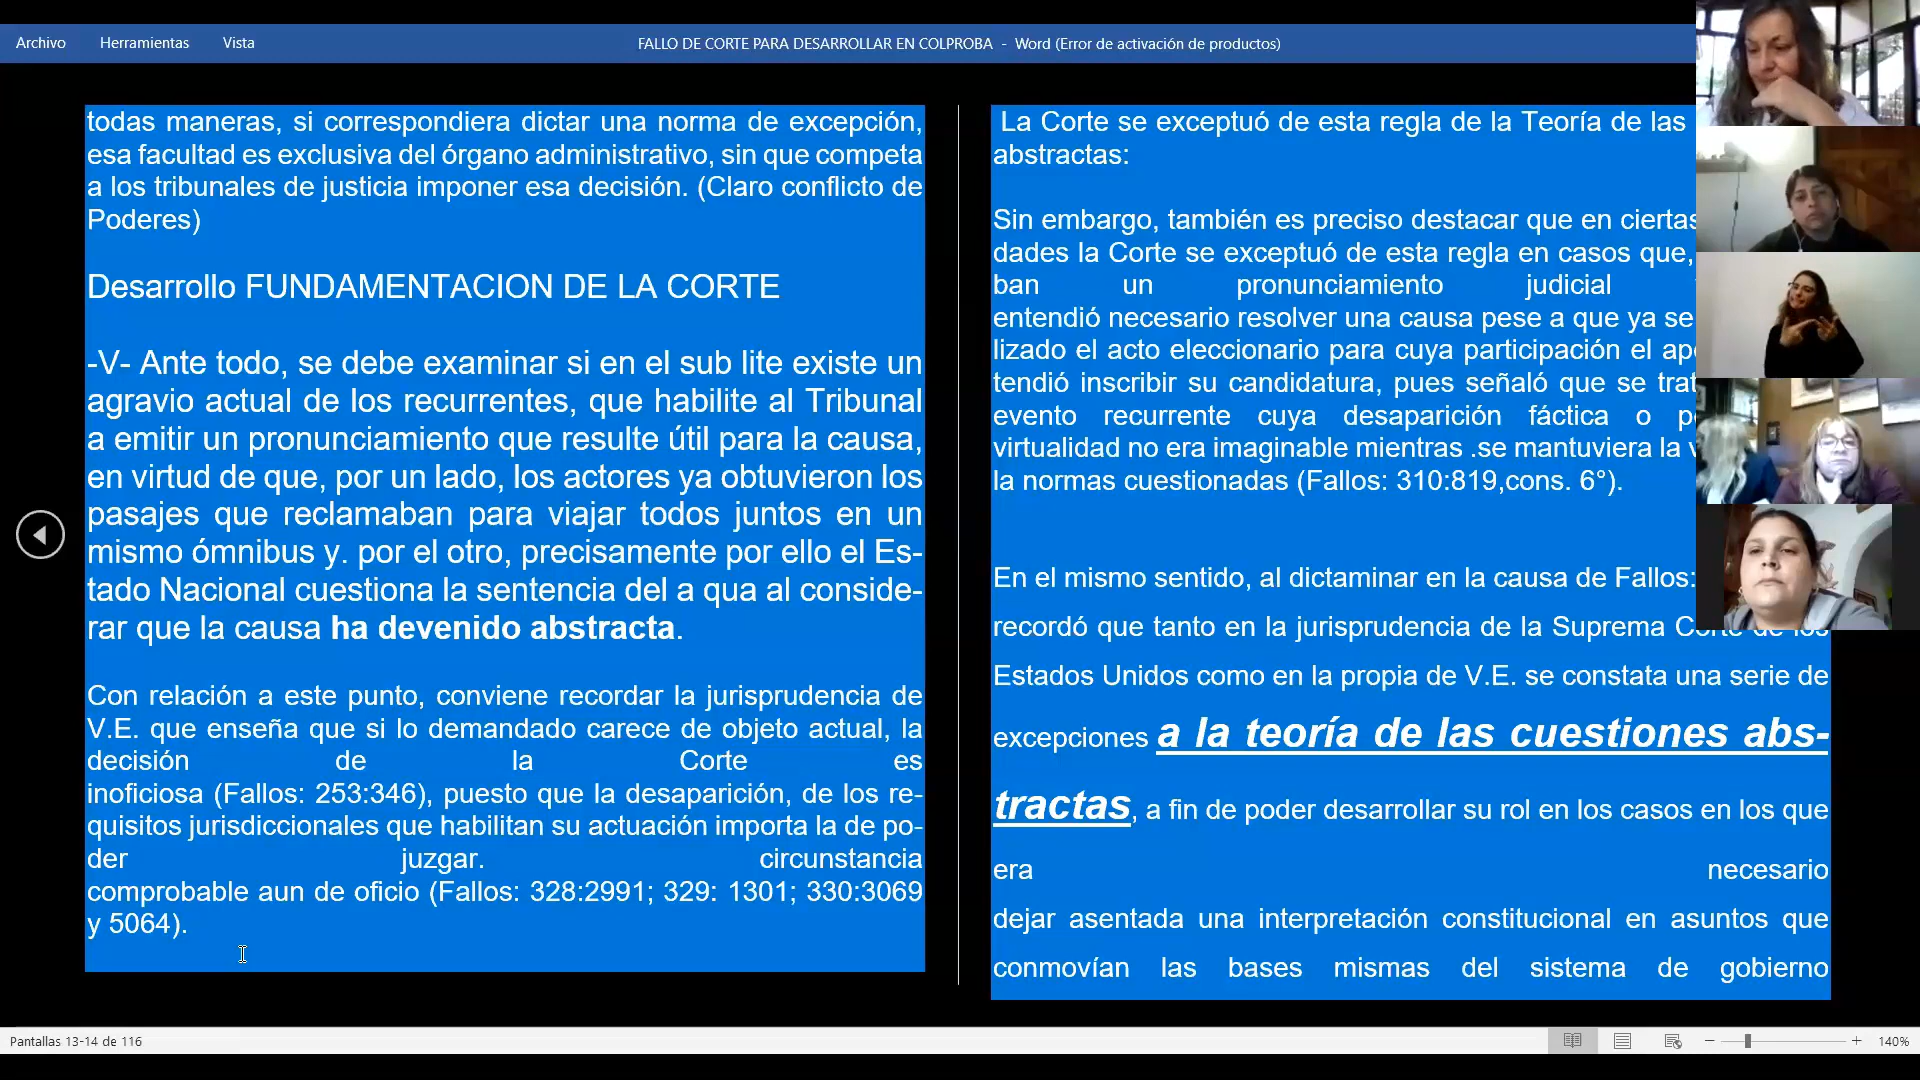 Archivo Herramientas Vista
FALLO DE CORTE PARA DESARROLLAR EN COLPROBA - Word (Error de activación de productos)
todas maneras, si correspondiera dictar una norma de excepción,
esa facultad es exclusiva del órgano administrativo, sin que competa
a los tribunales de justicia imponer esa decisión. (Claro conflicto de
Poderes)
Desarrollo FUNDAMENTACION DE LA CORTE
-V- Ante todo, se debe examinar si en el sub lite existe un
agravio actual de los recurrentes, que habilite al Tribunal
a emitir un pronunciamiento que resulte útil para la causa,
en virtud de que, por un lado, los actores ya obtuvieron los
pasajes que reclamaban para viajar todos juntos en un
mismo ómnibus y. por el otro, precisamente por ello el Es-
tado Nacional cuestiona la sentencia del a qua al conside-
rar que la causa ha devenido abstracta.
Con relación a este punto, conviene recordar la jurisprudencia de
V.E. que enseña que si lo demandado carece de objeto actual, la
decisión de la Corte es
inoficiosa (Fallos: 253:346), puesto que la desaparición, de los re-
quisitos jurisdiccionales que habilitan su actuación importa la de po-
der juzgar. circunstancia
comprobable aun de oficio (Fallos: 328:2991; 329: 1301; 330:3069
y 5064).
La Corte se exceptuó de esta regla de la Teoría de las
abstractas:
Sin embargo, también es preciso destacar que en ciertas
dades la Corte se exceptuó de esta regla en casos que,
ban un pronunciamiento judicial
entendió necesario resolver una causa pese a que ya se
lizado el acto eleccionario para cuya participación el
tendió inscribir su candidatura, pues señaló que se
evento recurrente cuya desaparición fáctica o
virtualidad no era imaginable mientras .se mantuviera la
la normas cuestionadas (Fallos: 310:819,cons. 6°).
En el mismo sentido, al dictaminar en la causa de Fallos:
recordó que tanto en la jurisprudencia de la Suprema Corte de los
Estados Unidos como en la propia de V.E. se constata una serie de
excepciones a la teoría de las cuestiones abs-
tractas, a fin de poder desarrollar su rol en los casos en los que
era necesario
dejar asentada una interpretación constitucional en asuntos que
conmovían las bases mismas del sistema de gobierno
Pantallas 13-14 de 116
140%